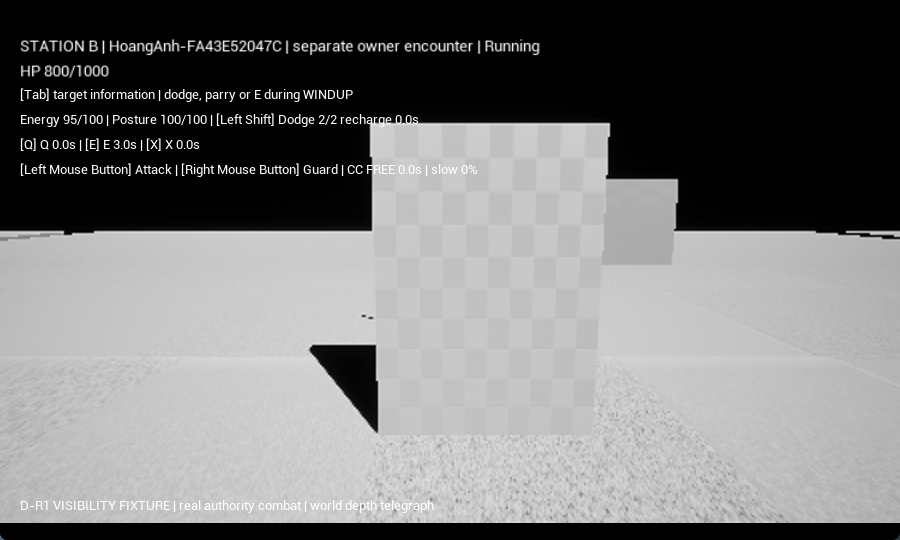 STATION B | HoangAnh-FA43E52047C | separate owner encounter | Running
HP 800/1000
[Tab] target information | dodge, parry or E during WINDUP
Energy 95/100 | Posture 100/100 | [Left Shift] Dodge 2/2 recharge 0.0s
[Q] Q 0.0s | [E] E 3.0s | [X] X 0.0s
[Left Mouse Button] Attack | [Right Mouse Button] Guard | CC FREE 0.0s | slow 0%
D-R1 VISIBILITY FIXTURE | real authority combat | world depth telegraph